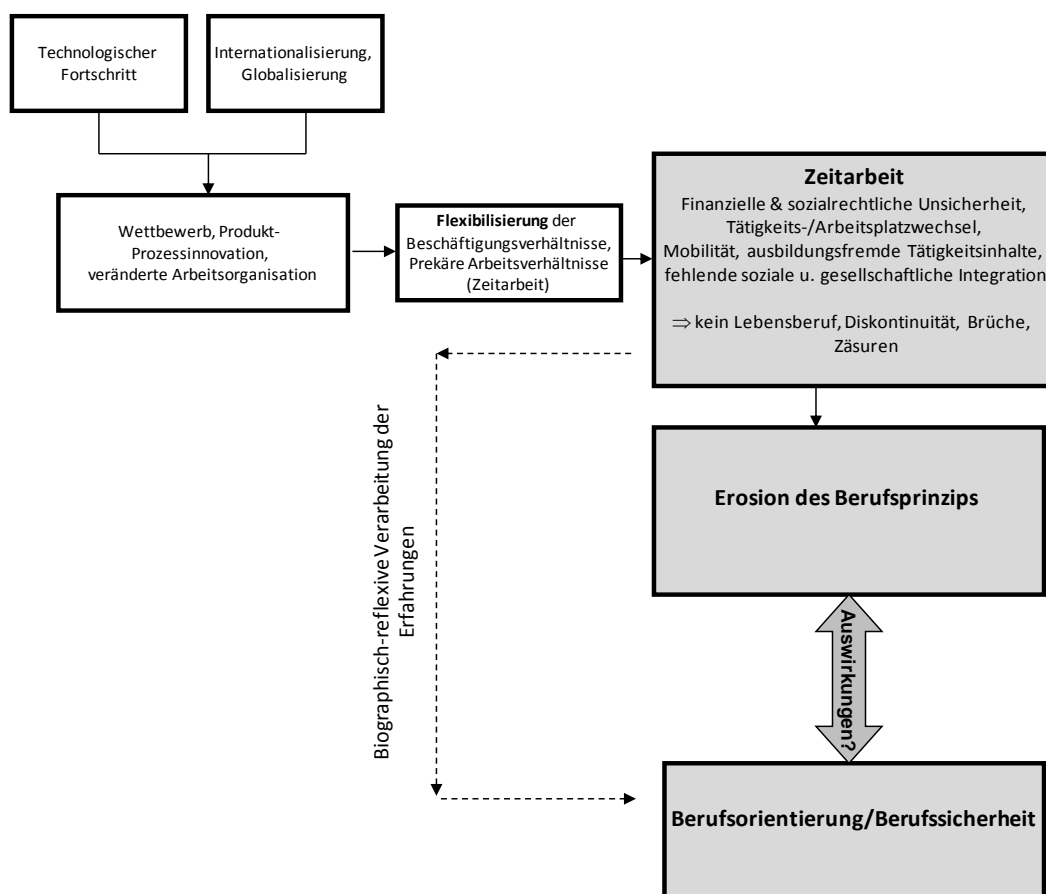 Technologischer
Fortschritt
Internationalisierung,
Globalisierung
Wettbewerb, Produkt-
Prozessinnovation,
veränderte Arbeitsorganisation
Flexibilisierung der
Beschäftigungsverhältnisse,
Prekäre Arbeitsverhältnisse
(Zeitarbeit)
Zeitarbeit
Finanzielle & sozialrechtliche Unsicherheit,
Tätigkeits-/Arbeitsplatzwechsel,
Mobilität, ausbildungsfremde Tätigkeitsinhalte,
fehlende soziale u. gesellschaftliche Integration
⇒ kein Lebensberuf, Diskontinuität, Brüche,
Zäsuren
Biographisch-reflexive Verarbeitung der
Erfahrungen
Erosion des Berufsprinzips
Auswirkungen?
Berufsorientierung/Berufssicherheit